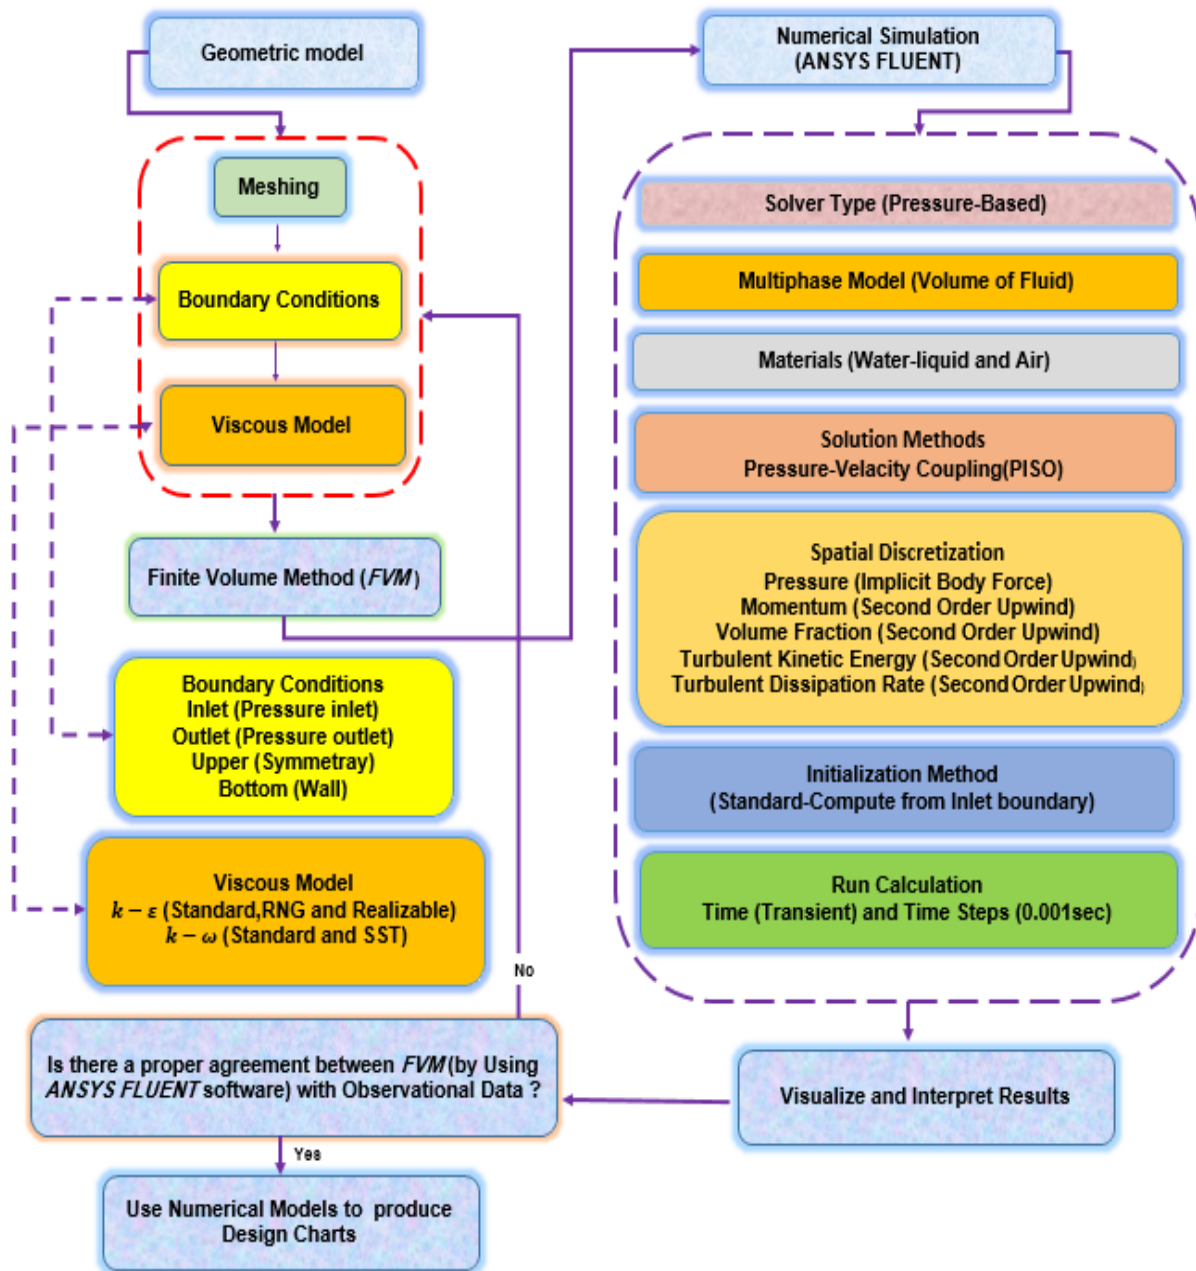 Geometric model
Meshing
Boundary Conditions
Viscous Model
Finite Volume Method (FVM)
Boundary Conditions
Inlet (Pressure inlet)
Outlet (Pressure outlet)
Upper (Symmetray)
Bottom (Wall)
Viscous Model
k − ε (Standard,RNG and Realizable)
k − ω (Standard and SST)
No
Is there a proper agreement between FVM (by Using
ANSYS FLUENT software) with Observational Data ?
Yes
Use Numerical Models to produce
Design Charts
Numerical Simulation
(ANSYS FLUENT)
Solver Type (Pressure-Based)
Multiphase Model (Volume of Fluid)
Materials (Water-liquid and Air)
Solution Methods
Pressure-Velacity Coupling(PISO)
Spatial Discretization
Pressure (Implicit Body Force)
Momentum (Second Order Upwind)
Volume Fraction (Second Order Upwind)
Turbulent Kinetic Energy (Second Order Upwind)
Turbulent Dissipation Rate (Second Order Upwind)
Initialization Method
(Standard-Compute from Inlet boundary)
Run Calculation
Time (Transient) and Time Steps (0.001sec)
Visualize and Interpret Results